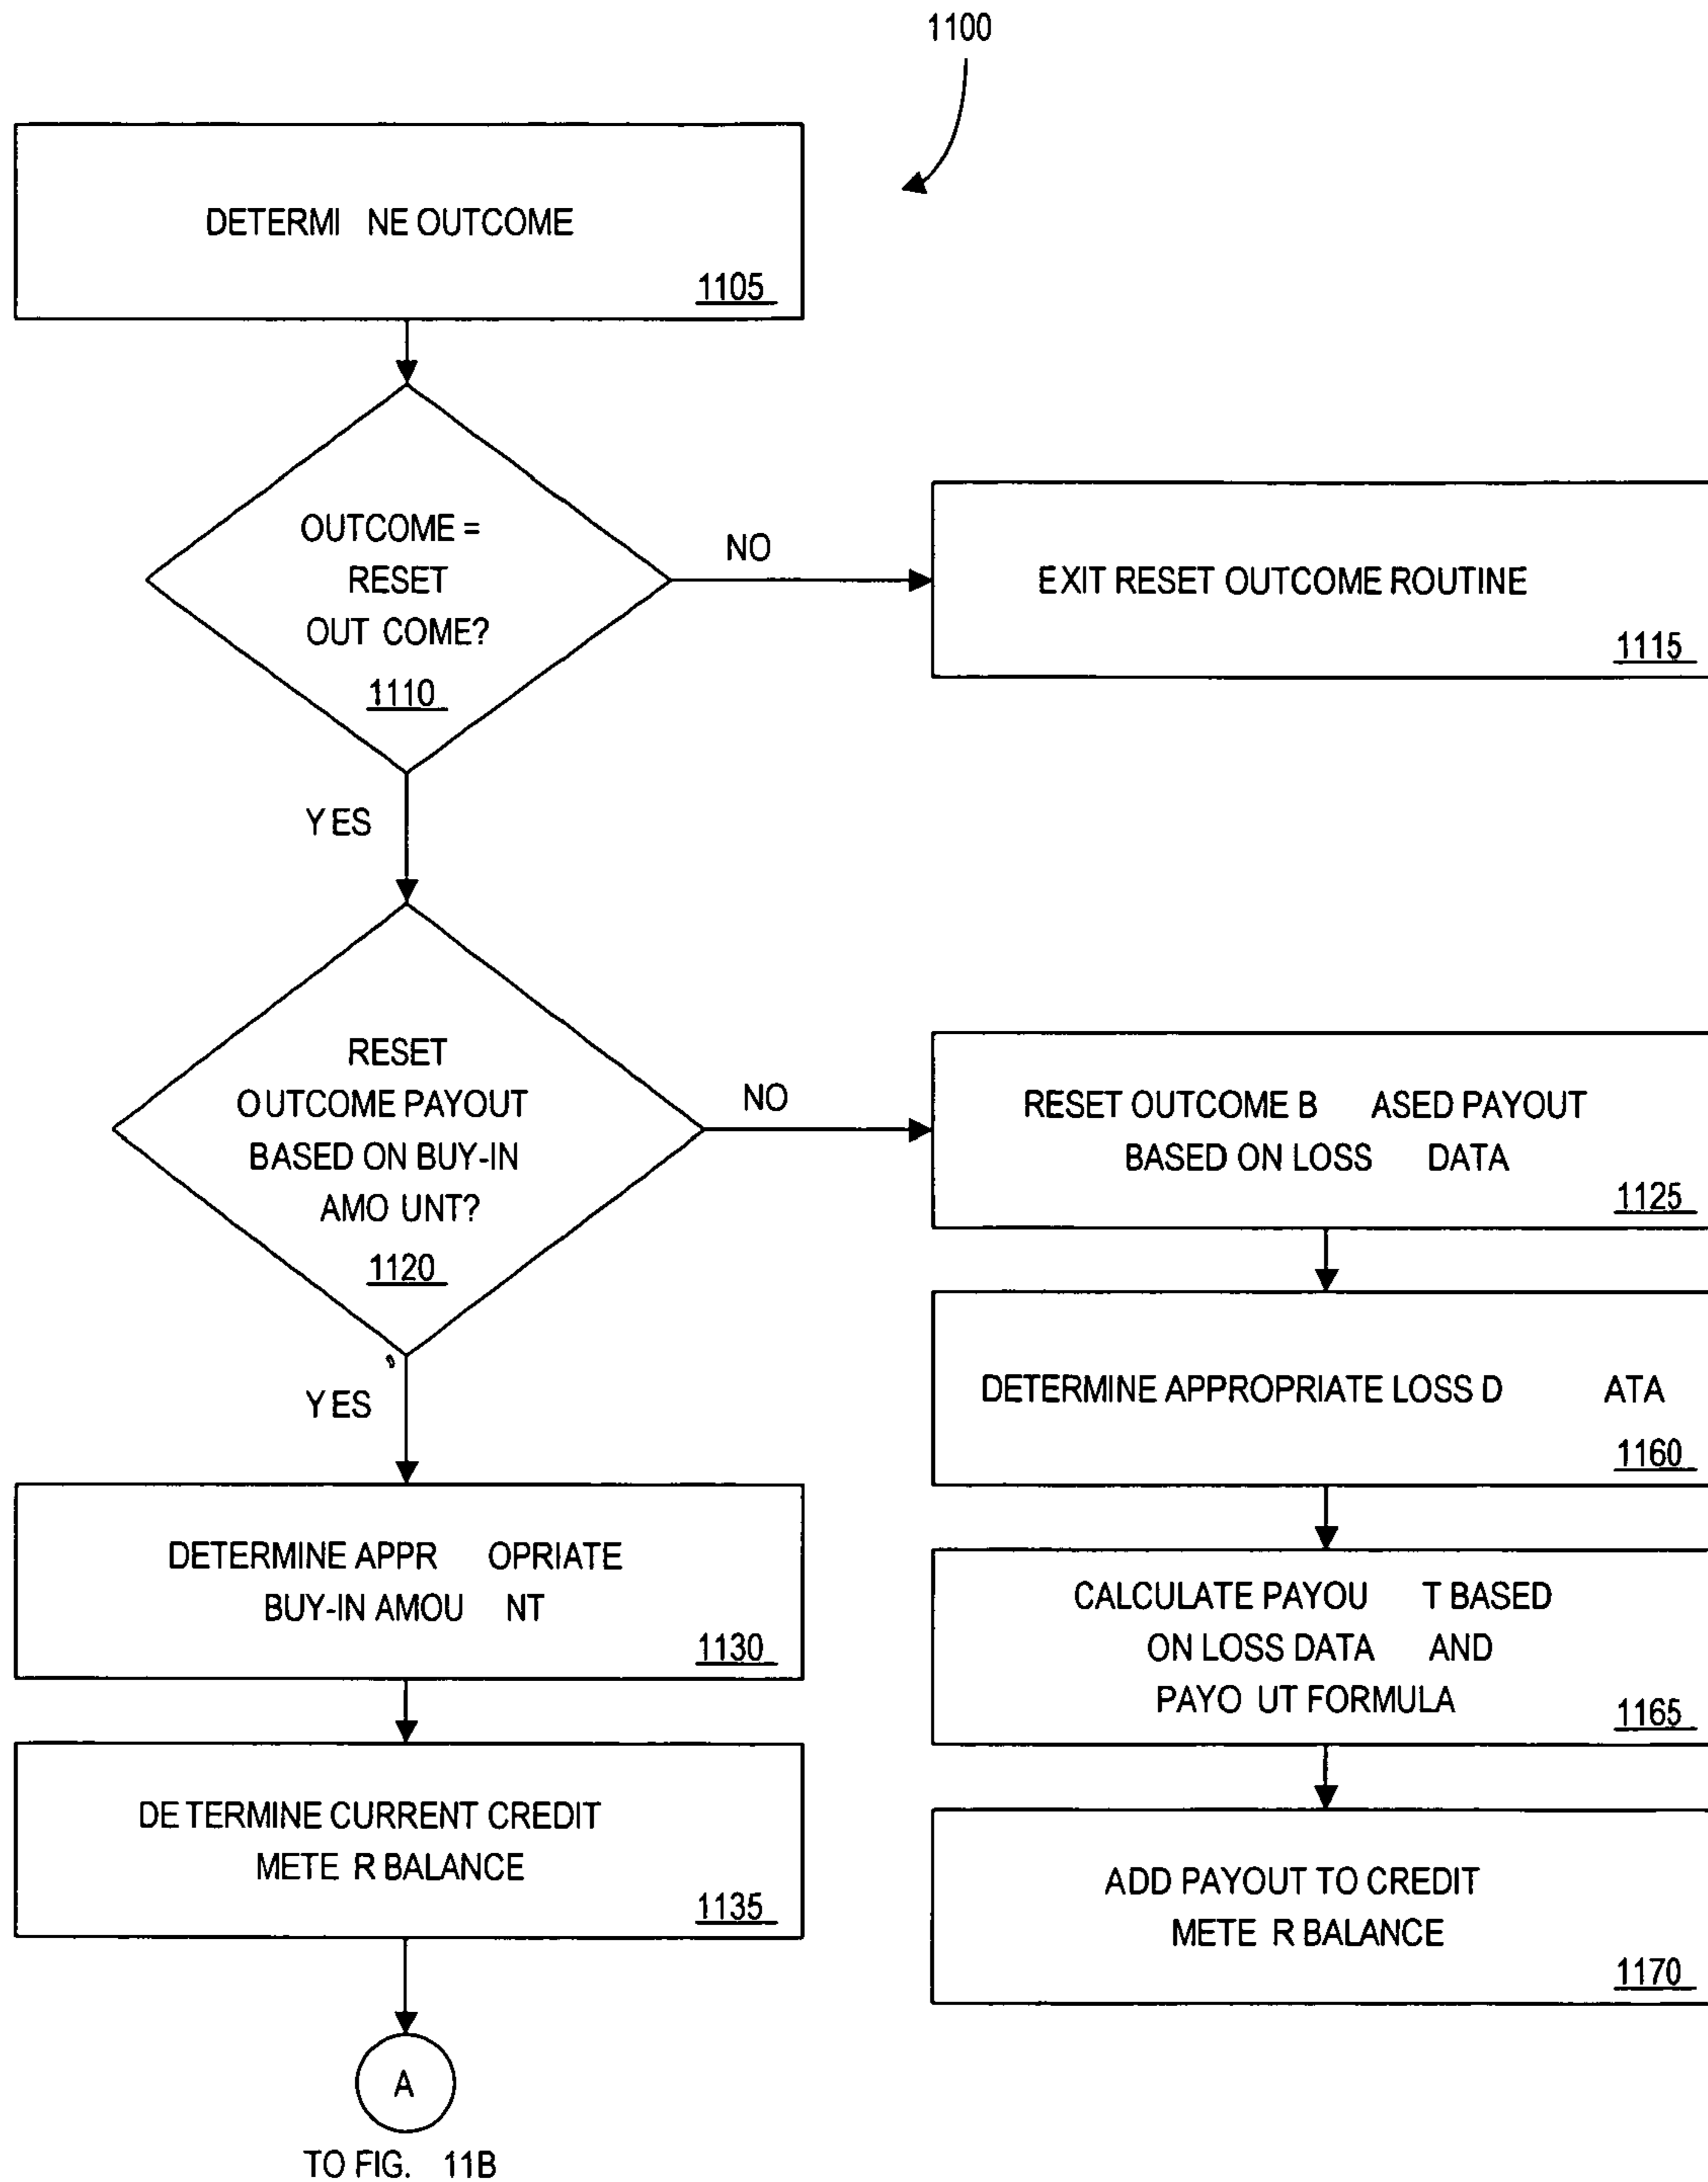 1100
DETERMI NE OUTCOME
1105
OUTCOME =
RESET
OUT COME?
1110
NO
EXIT RESET OUTCOME ROUTINE
1115
YES
RESET
OUTCOME PAYOUT
BASED ON BUY-IN
AMO UNT?
1120
NO
RESET OUTCOME B ASED PAYOUT
BASED ON LOSS DATA
1125
YES
DETERMINE APPROPRIATE LOSS D ATA
1160
DETERMINE APPR OPRIATE
BUY-IN AMOU NT
1130
CALCULATE PAYOU T BASED
ON LOSS DATA AND
PAYO UT FORMULA
1165
DETERMINE CURRENT CREDIT
METE R BALANCE
1135
ADD PAYOUT TO CREDIT
METE R BALANCE
1170
A
TO FIG. 11B